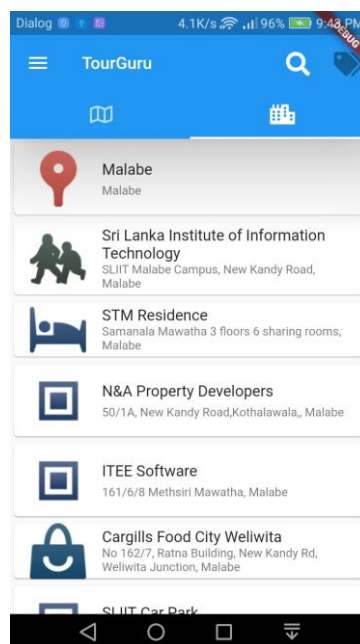 Dialog 4.1K/s 96% 9:43 PM
DEBUG
TourGuru
Malabe
Malabe
Sri Lanka Institute of Information
Technology
SLIIT Malabe Campus, New Kandy Road,
Malabe
STM Residence
Samanala Mawatha 3 floors 6 sharing rooms,
Malabe
N&A Property Developers
50/1A, New Kandy Road,Kothalawala,, Malabe
ITEE Software
161/6/8 Methsiri Mawatha, Malabe
Cargills Food City Weliwita
No 162/7, Ratna Building, New Kandy Rd,
Weliwita Junction, Malabe
SLIIT Car Park